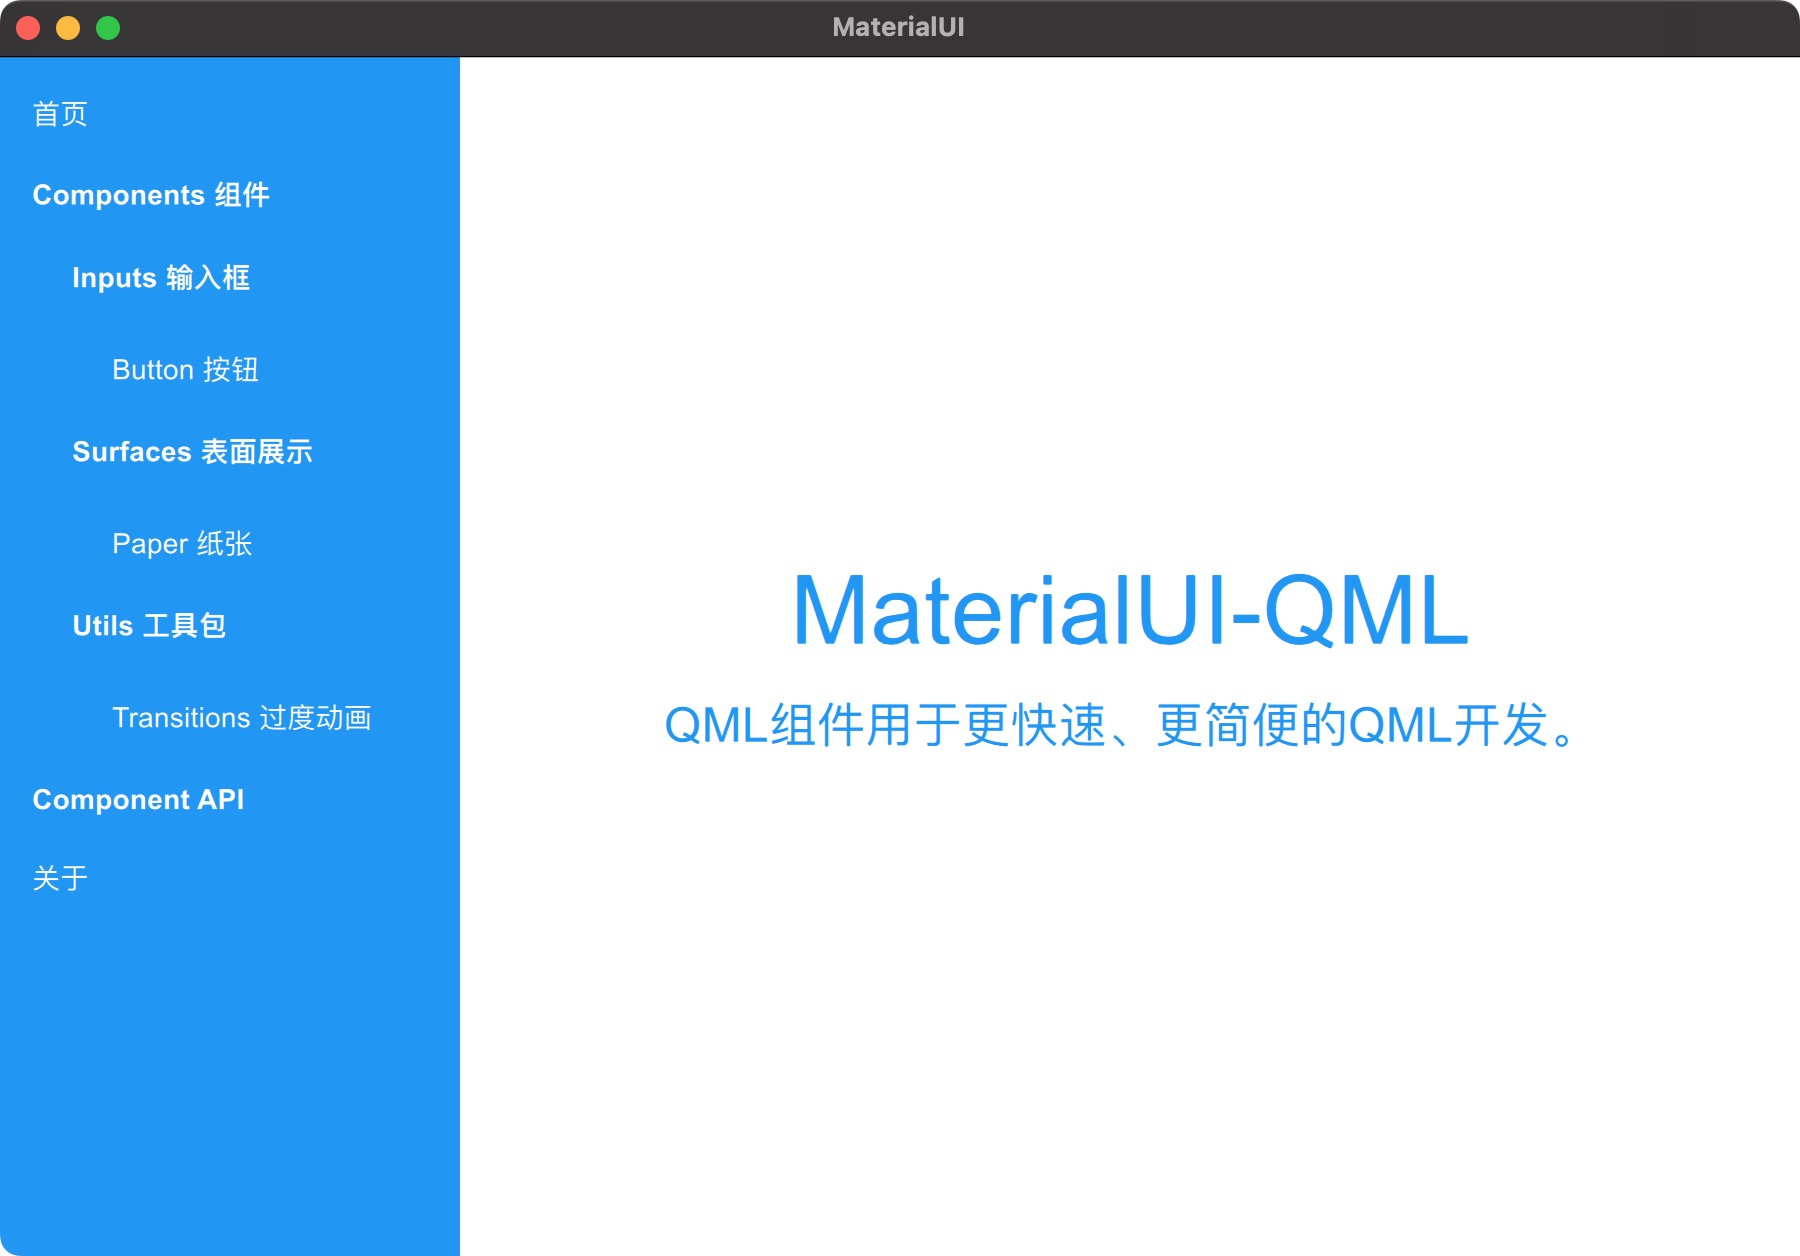 MaterialUI
首页
Components 组件
Inputs 输入框
Button 按钮
Surfaces 表面展示
Paper 纸张
Utils 工具包
Transitions 过度动画
Component API
关于
MaterialUI-QML
QML组件用于更快速、更简便的QML开发。